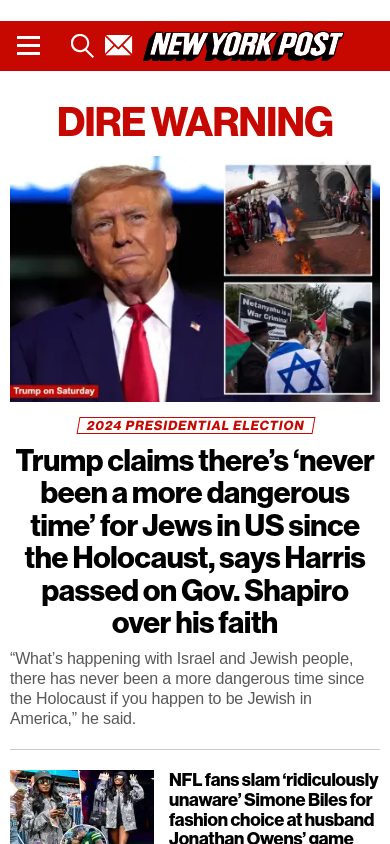 NEW YORK POST
DIRE WARNING
Netanyahu is a
War Criminal
Trump on Saturday
2024 PRESIDENTIAL ELECTION
Trump claims there’s ‘never
been a more dangerous
time’ for Jews in US since
the Holocaust, says Harris
passed on Gov. Shapiro
over his faith
“What’s happening with Israel and Jewish people,
there has never been a more dangerous time since
the Holocaust if you happen to be Jewish in
America,” he said.
NFL fans slam ‘ridiculously
unaware’ Simone Biles for
fashion choice at husband
Jonathan Owens’ game